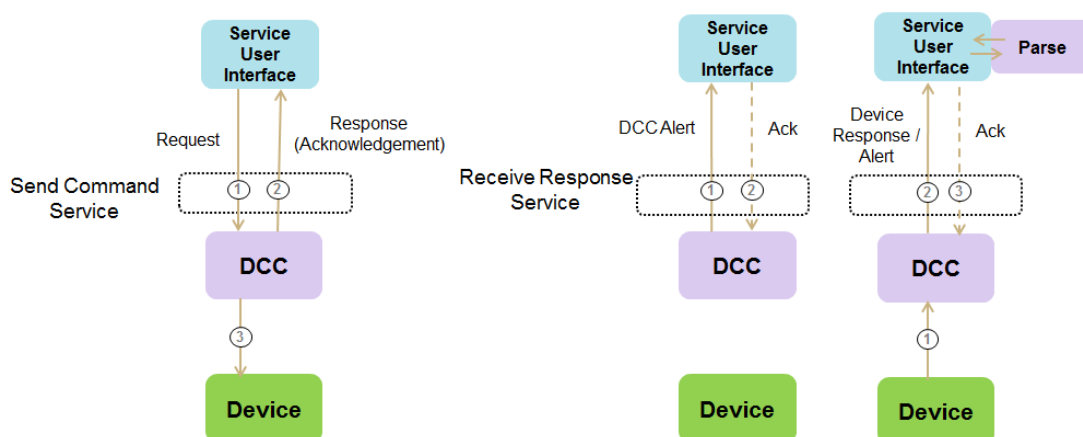 Service
User
Interface
Request
Response
(Acknowledgement)
Send Command
Service
1
2
DCC
3
Device
Service
User
Interface
DCC Alert
Ack
Receive Response
Service
1
2
DCC
Device
Service
User
Interface
Parse
Device
Response /
Alert
Ack
2
3
DCC
1
Device